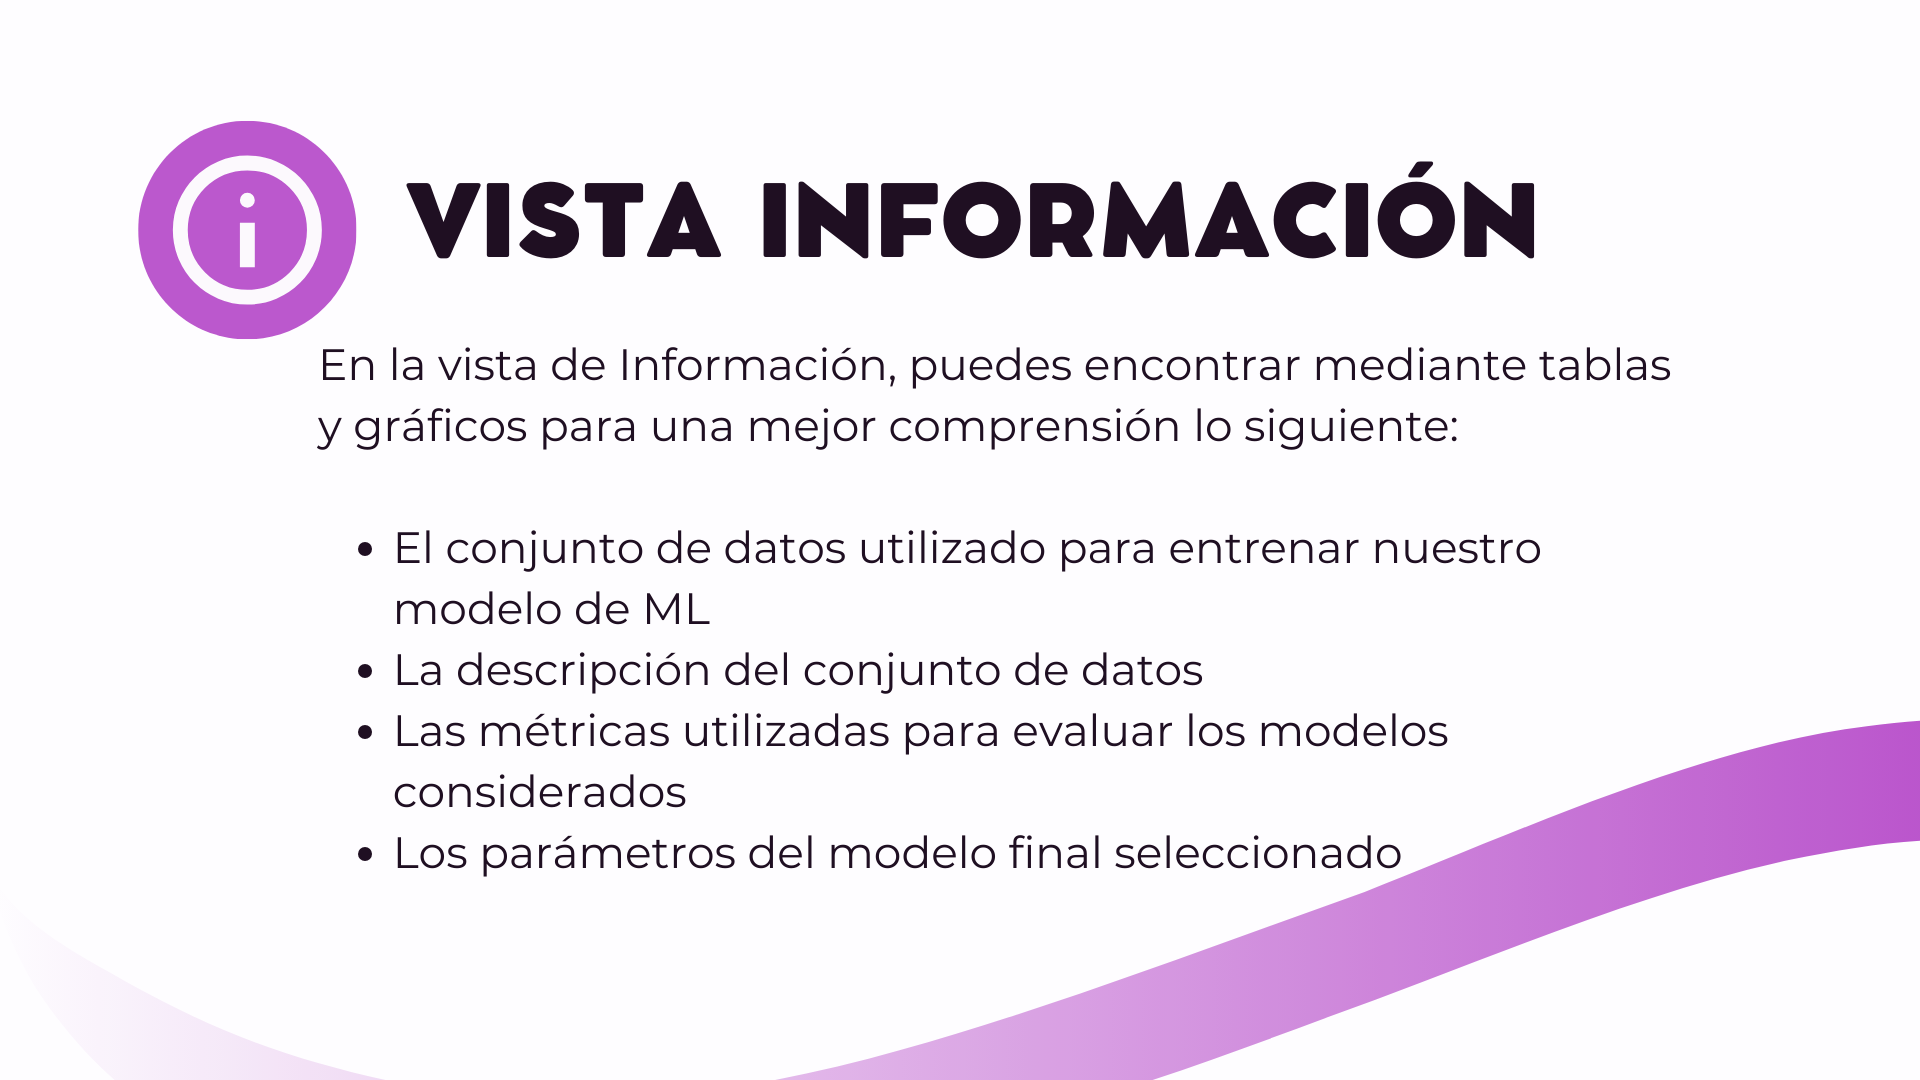 VISTA INFORMACIÓN
En la vista de Información, puedes encontrar mediante tablas
y gráficos para una mejor comprensión lo siguiente:
• El conjunto de datos utilizado para entrenar nuestro
modelo de ML
• La descripción del conjunto de datos
• Las métricas utilizadas para evaluar los modelos
considerados
• Los parámetros del modelo final seleccionado